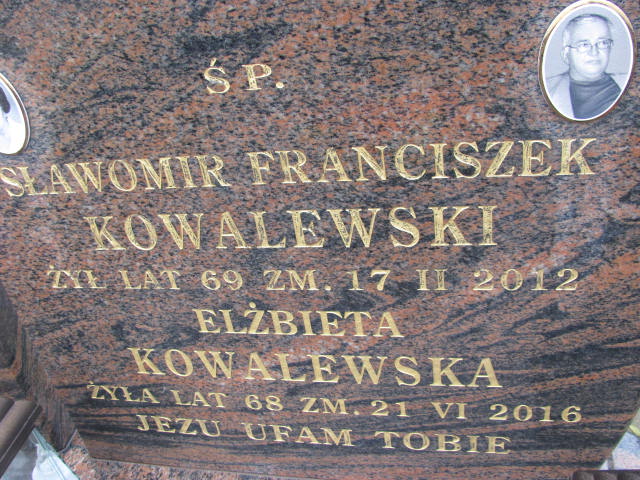 Ś P.
SŁAWOMIR FRANCISZEK
KOWALEWSKI
ŻYŁ LAT 69 ZM. 17 II 2012
ELŻBIETA
KOWALEWSKA
ŻYŁA LAT 68 ZM. 21 VI 2016
JEZU UFAM TOBIE